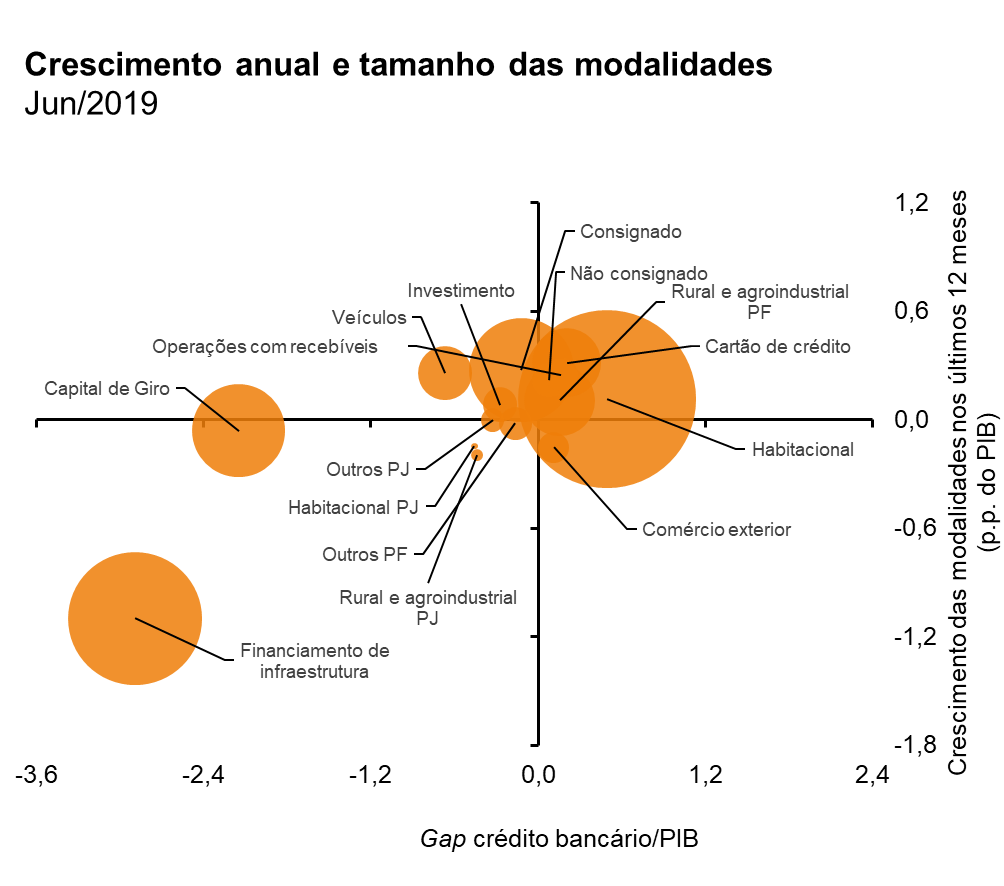 Crescimento anual e tamanho das modalidades
Jun/2019
1,2
Consignado
Não consignado
Investimento
Rural e agroindustrial
PF
Veículos
0,6
Operações com recebíveis
Cartão de crédito
Capital de Giro
0,0
Habitacional
Outros PJ
Habitacional PJ
-0,6
Comércio exterior
Outros PF
Rural e agroindustrial
PJ
-1,2
Financiamento de
infraestrutura
-1,8
Crescimento das modalidades nos últimos 12 meses
(p.p. do PIB)
-3,6
-2,4
-1,2
0,0
1,2
2,4
Gap crédito bancário/PIB